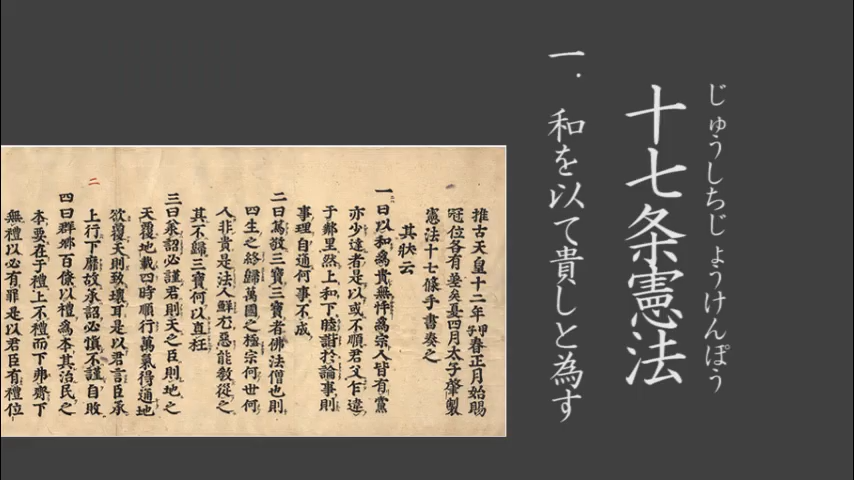 じゅうしちじょうけんぽう
十七条憲法
一．和を以て貴しと為す
推古天皇十二年甲子春正月始賜
冠位各有差矣夏四月太子肇製
憲法十七條手書奏之
其狀云
一曰以和為貴無忤為宗人皆有黨
亦少達者是以或不順君父乍違
于鄰里然上和下睦諧於論事則
事理自通何事不成
二曰篤敬三寶三寶者佛法僧也則
四生之終歸萬國之極宗何世何
人非貴是法人鮮尤惡能教從之
其不歸三寶何以直枉
三曰承詔必謹君則天之臣則地之
天覆地載四時順行萬氣得通地
欲覆天則致壞耳是以君言臣承
上行下靡故承詔必慎不謹自敗
二
四曰群卿百僚以禮為本其治民之
本要在乎禮上不禮而下弗齊下
無禮以必有罪是以君臣有禮位